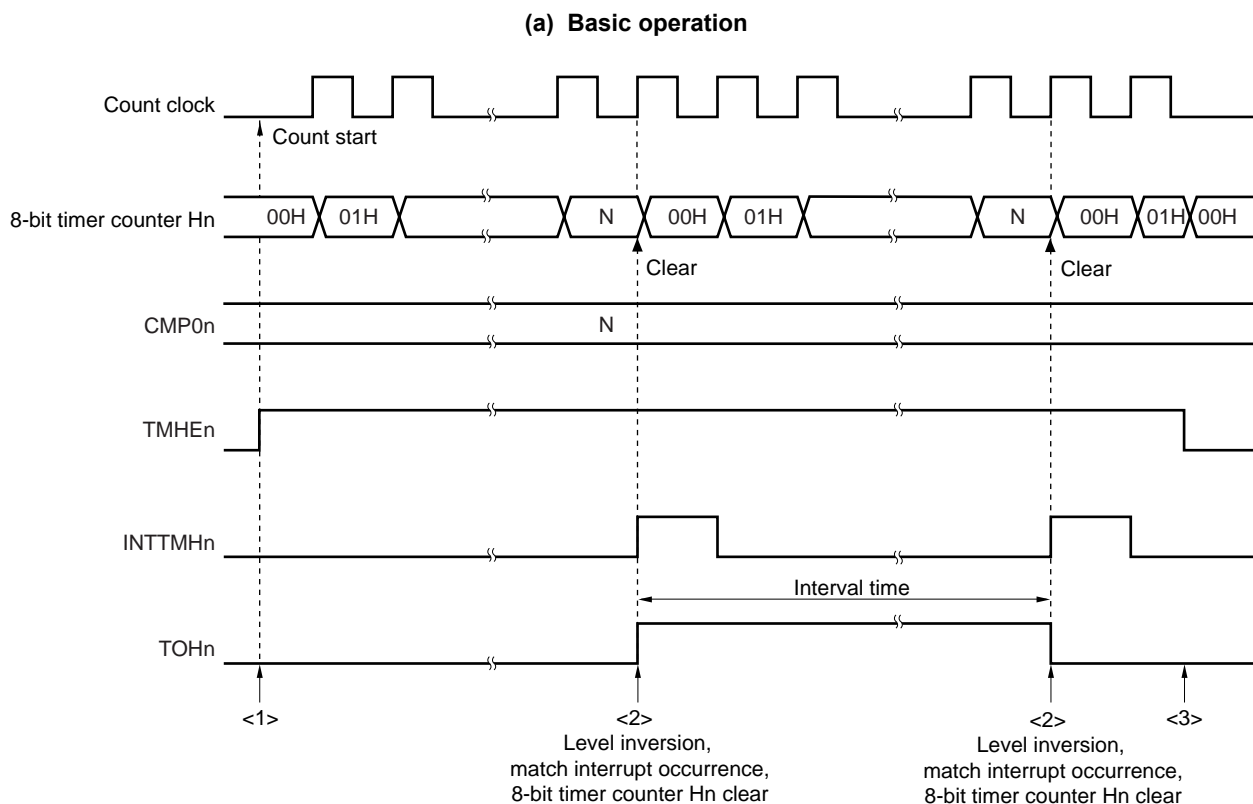 (a) Basic operation
Count clock
Count start
8-bit timer counter Hn
00H 01H N 00H 01H N 00H 01H 00H
Clear Clear
CMP0n
N
TMHEn
INTTMHn
Interval time
TOHn
<1> <2> <2> <3>
Level inversion,
match interrupt occurrence,
8-bit timer counter Hn clear
Level inversion,
match interrupt occurrence,
8-bit timer counter Hn clear